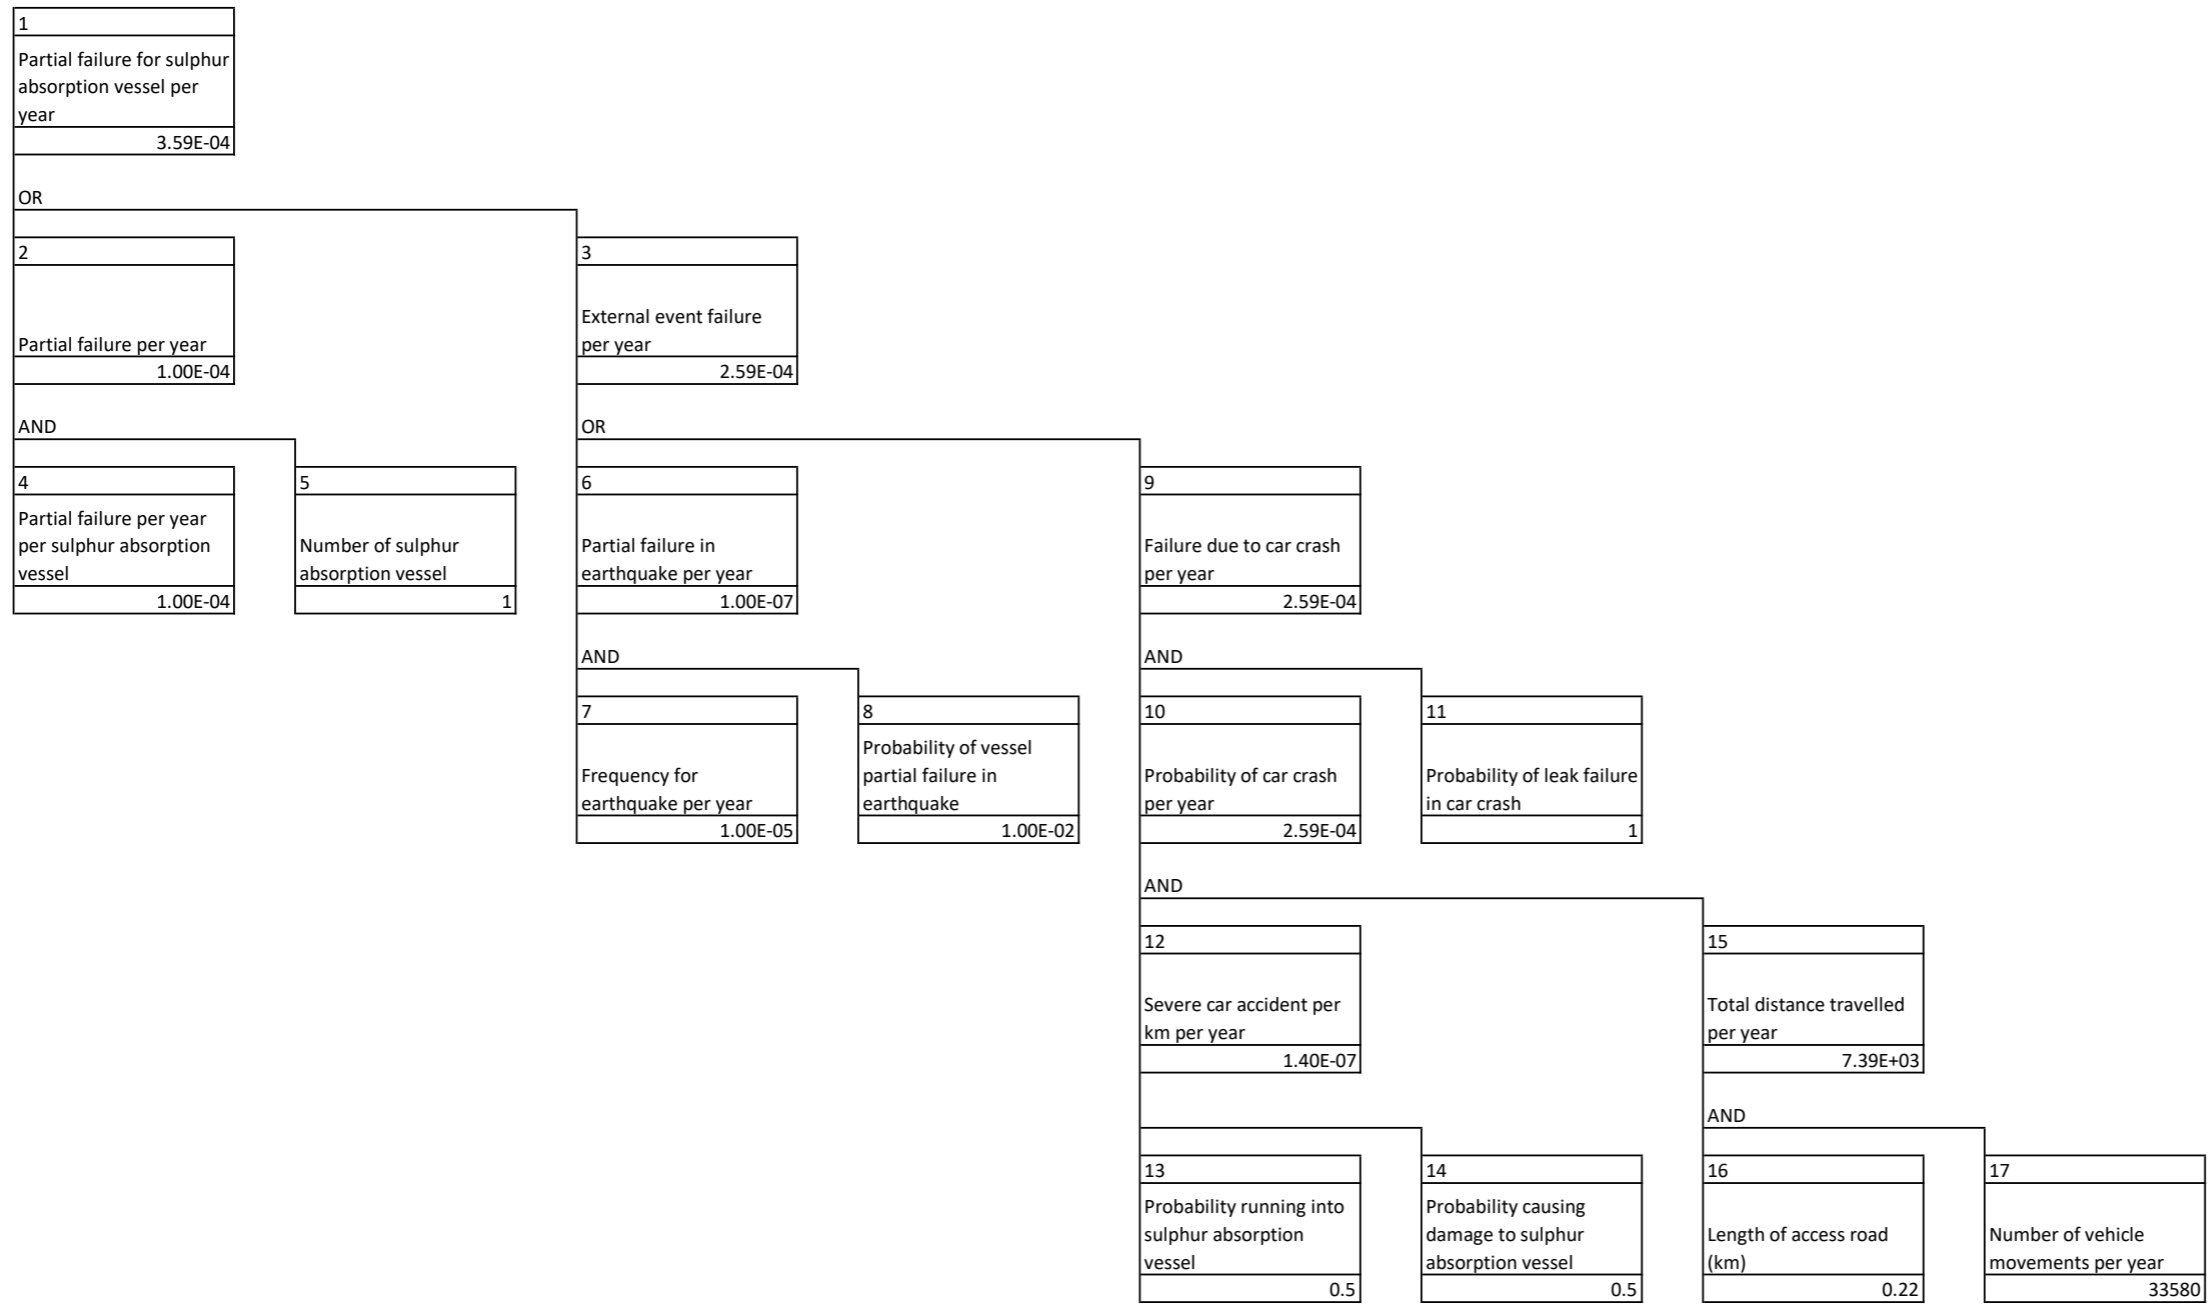 1
Partial failure for sulphur
absorption vessel per
year
3.59E-04
OR
2
Partial failure per year
1.00E-04
3
External event failure
per year
2.59E-04
AND
OR
4
Partial failure per year
per sulphur absorption
vessel
1.00E-04
5
Number of sulphur
absorption vessel
1
6
Partial failure in
earthquake per year
1.00E-07
9
Failure due to car crash
per year
2.59E-04
AND
AND
7
Frequency for
earthquake per year
1.00E-05
8
Probability of vessel
partial failure in
earthquake
1.00E-02
10
Probability of car crash
per year
2.59E-04
11
Probability of leak failure
in car crash
1
AND
12
Severe car accident per
km per year
1.40E-07
15
Total distance travelled
per year
7.39E+03
AND
13
Probability running into
sulphur absorption
vessel
0.5
14
Probability causing
damage to sulphur
absorption vessel
0.5
16
Length of access road
(km)
0.22
17
Number of vehicle
movements per year
33580